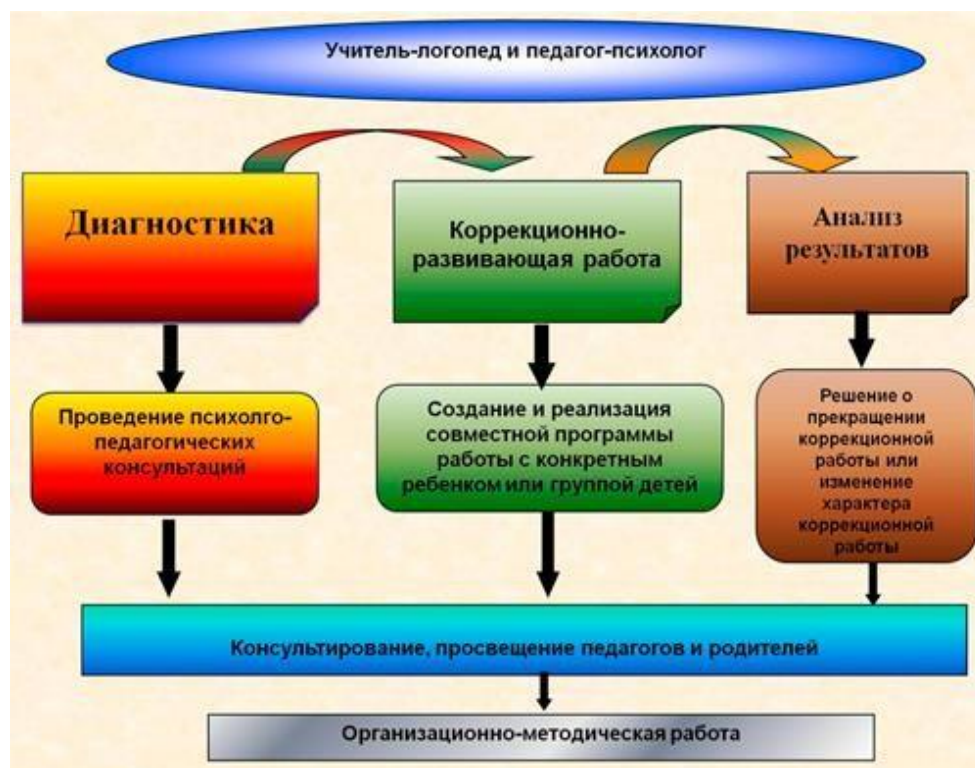 Учитель-логопед и педагог-психолог
Диагностика
Коррекционно-
развивающая работа
Анализ
результатов
Проведение психолго-
педагогических
консультаций
Создание и реализация
совместной программы
работы с конкретным
ребенком или группой детей
Решение о
прекращении
коррекционной
работы или
изменение
характера
коррекционной
работы
Консультирование, просвещение педагогов и родителей
Организационно-методическая работа